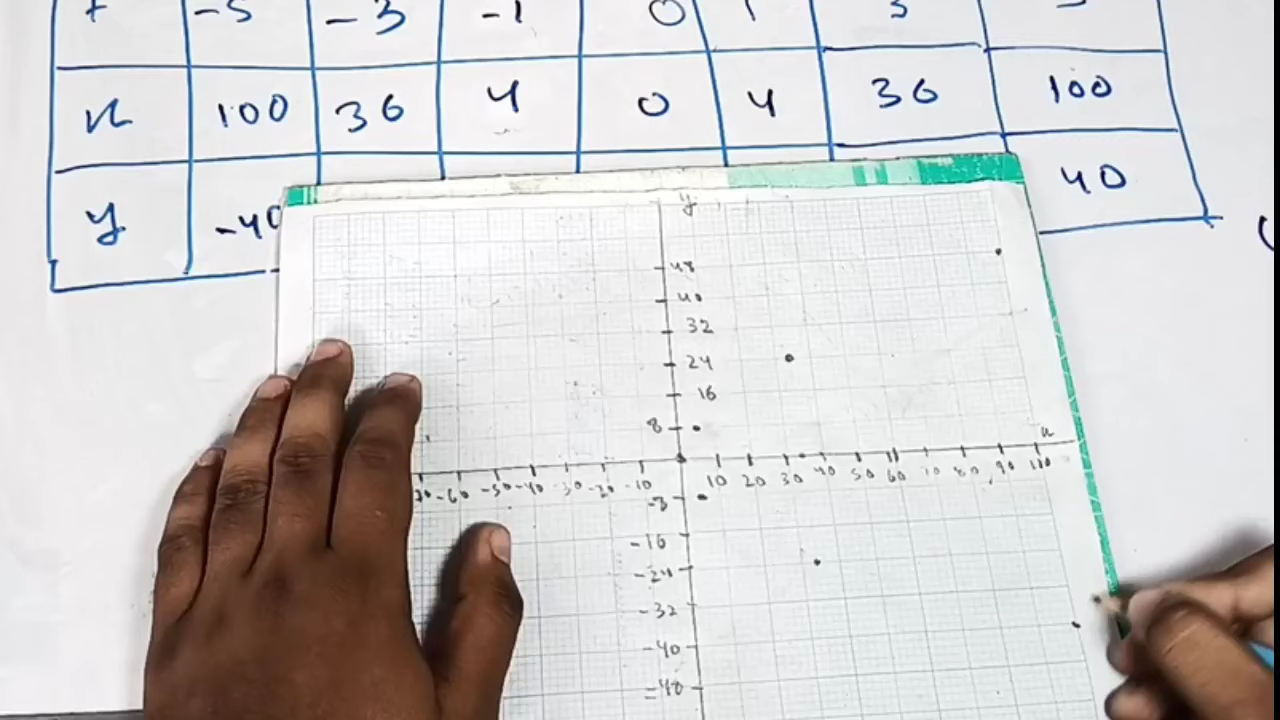 t -5 -3 -1 0 1 3 5
x 100 36 4 0 4 36 100
y -40 40
y
48
40
32
24
16
8
x
-70 -60 -50 -40 -30 -20 -10 10 20 30 40 50 60 70 80 90 100
-8
-16
-24
-32
-40
-48